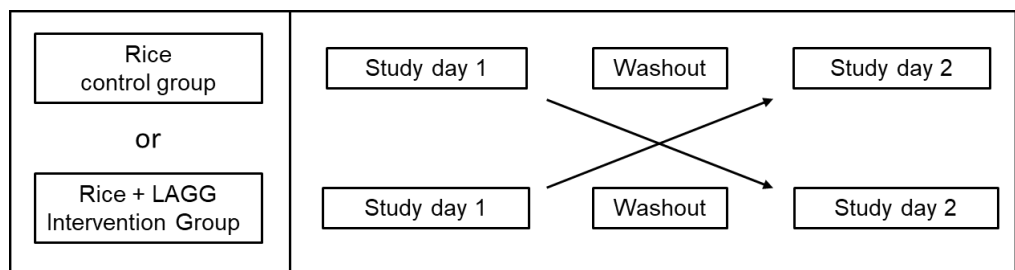 Rice
control group
or
Rice + LAGG
Intervention Group
Study day 1
Washout
Study day 2
Study day 1
Washout
Study day 2